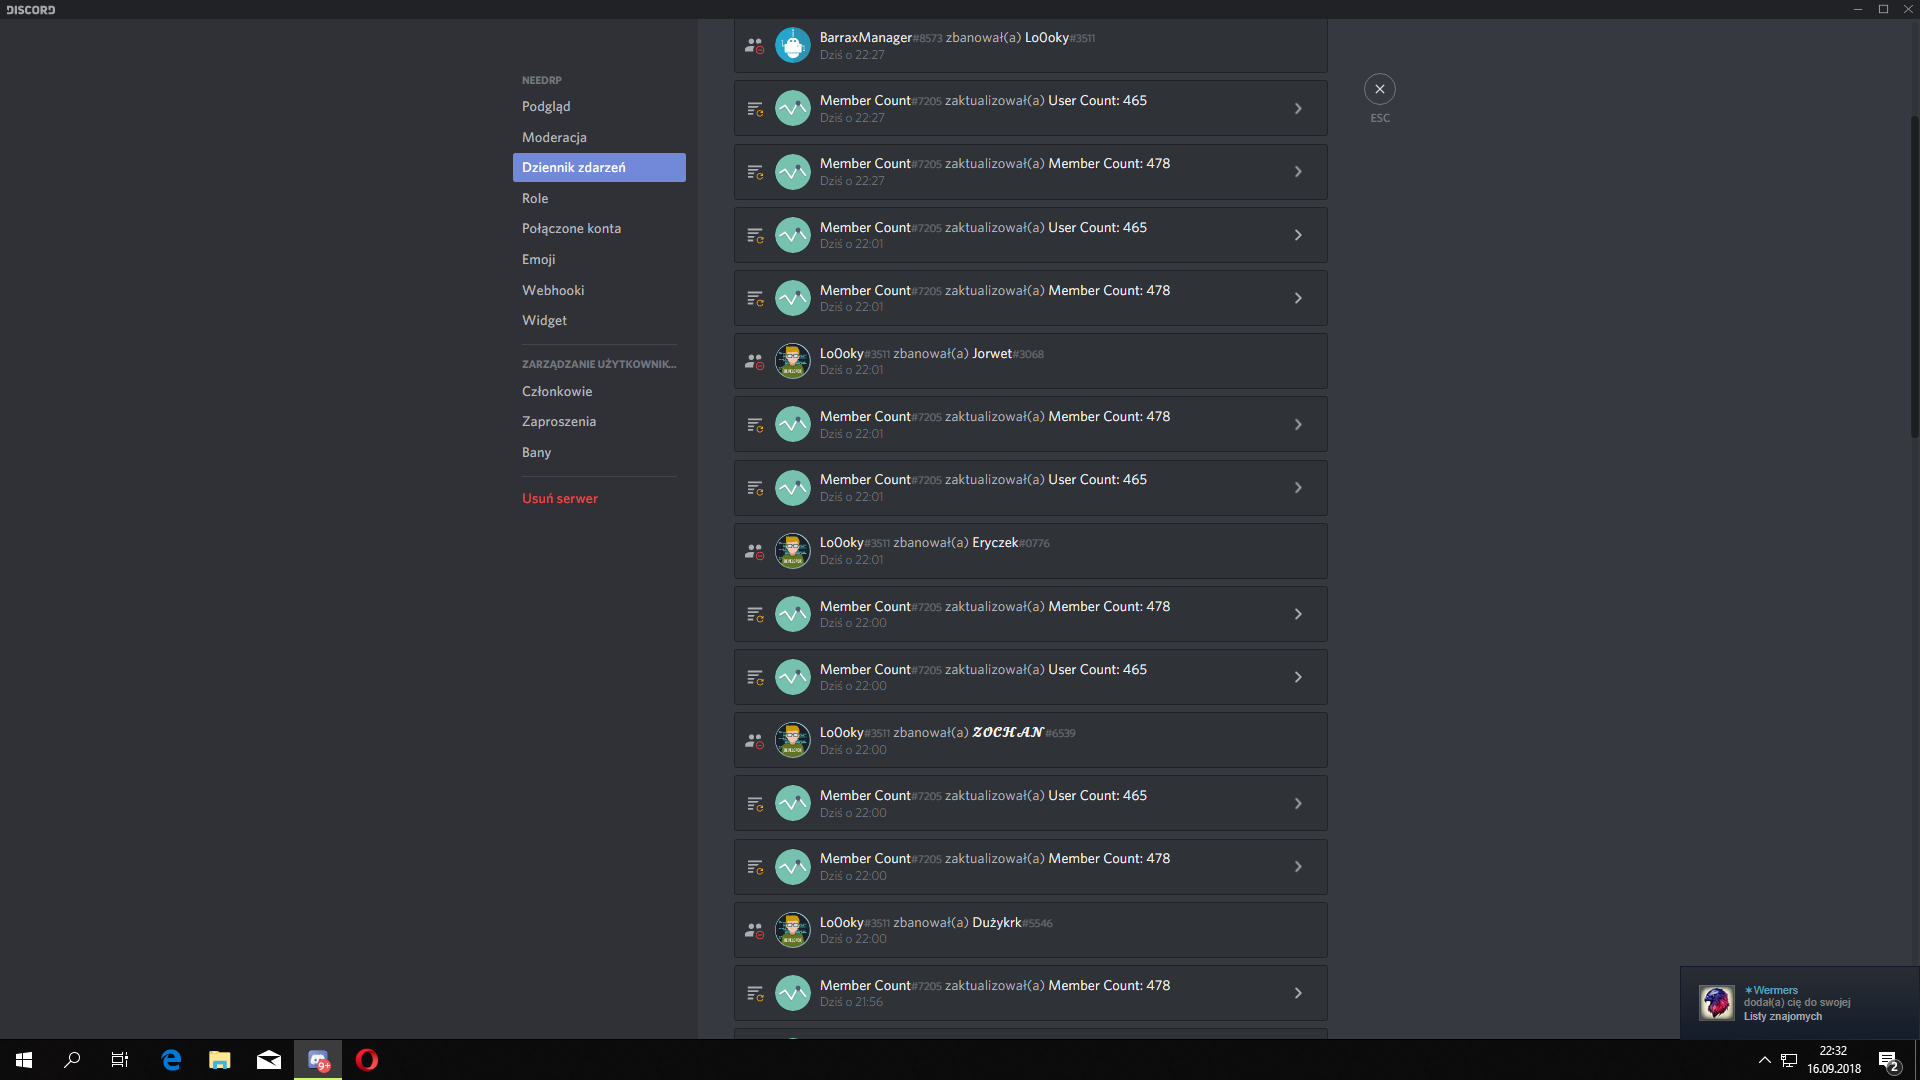 DISCORD
NEEDRP
Podgląd
Moderacja
Dziennik zdarzeń
Role
Połączone konta
Emoji
Webhooki
Widget
ZARZĄDZANIE UŻYTKOWNIK...
Członkowie
Zaproszenia
Bany
Usuń serwer
BarraxManager#8573 zbanował(a) Lo0oky#3511
Dziś o 22:27
Member Count#7205 zaktualizował(a) User Count: 465
Dziś o 22:27
Member Count#7205 zaktualizował(a) Member Count: 478
Dziś o 22:27
Member Count#7205 zaktualizował(a) User Count: 465
Dziś o 22:01
Member Count#7205 zaktualizował(a) Member Count: 478
Dziś o 22:01
Lo0oky#3511 zbanował(a) Jorwet#3068
Dziś o 22:01
Member Count#7205 zaktualizował(a) Member Count: 478
Dziś o 22:01
Member Count#7205 zaktualizował(a) User Count: 465
Dziś o 22:01
Lo0oky#3511 zbanował(a) Eryczek#0776
Dziś o 22:01
Member Count#7205 zaktualizował(a) Member Count: 478
Dziś o 22:00
Member Count#7205 zaktualizował(a) User Count: 465
Dziś o 22:00
Lo0oky#3511 zbanował(a) 𝓩𝓞𝓒𝓗𝓐𝓝#6539
Dziś o 22:00
Member Count#7205 zaktualizował(a) User Count: 465
Dziś o 22:00
Member Count#7205 zaktualizował(a) Member Count: 478
Dziś o 22:00
Lo0oky#3511 zbanował(a) Dużykrk#5546
Dziś o 22:00
Member Count#7205 zaktualizował(a) Member Count: 478
Dziś o 21:56
ESC
✶Wermers
dodał(a) cię do swojej
Listy znajomych
9+
22:32
16.09.2018
2